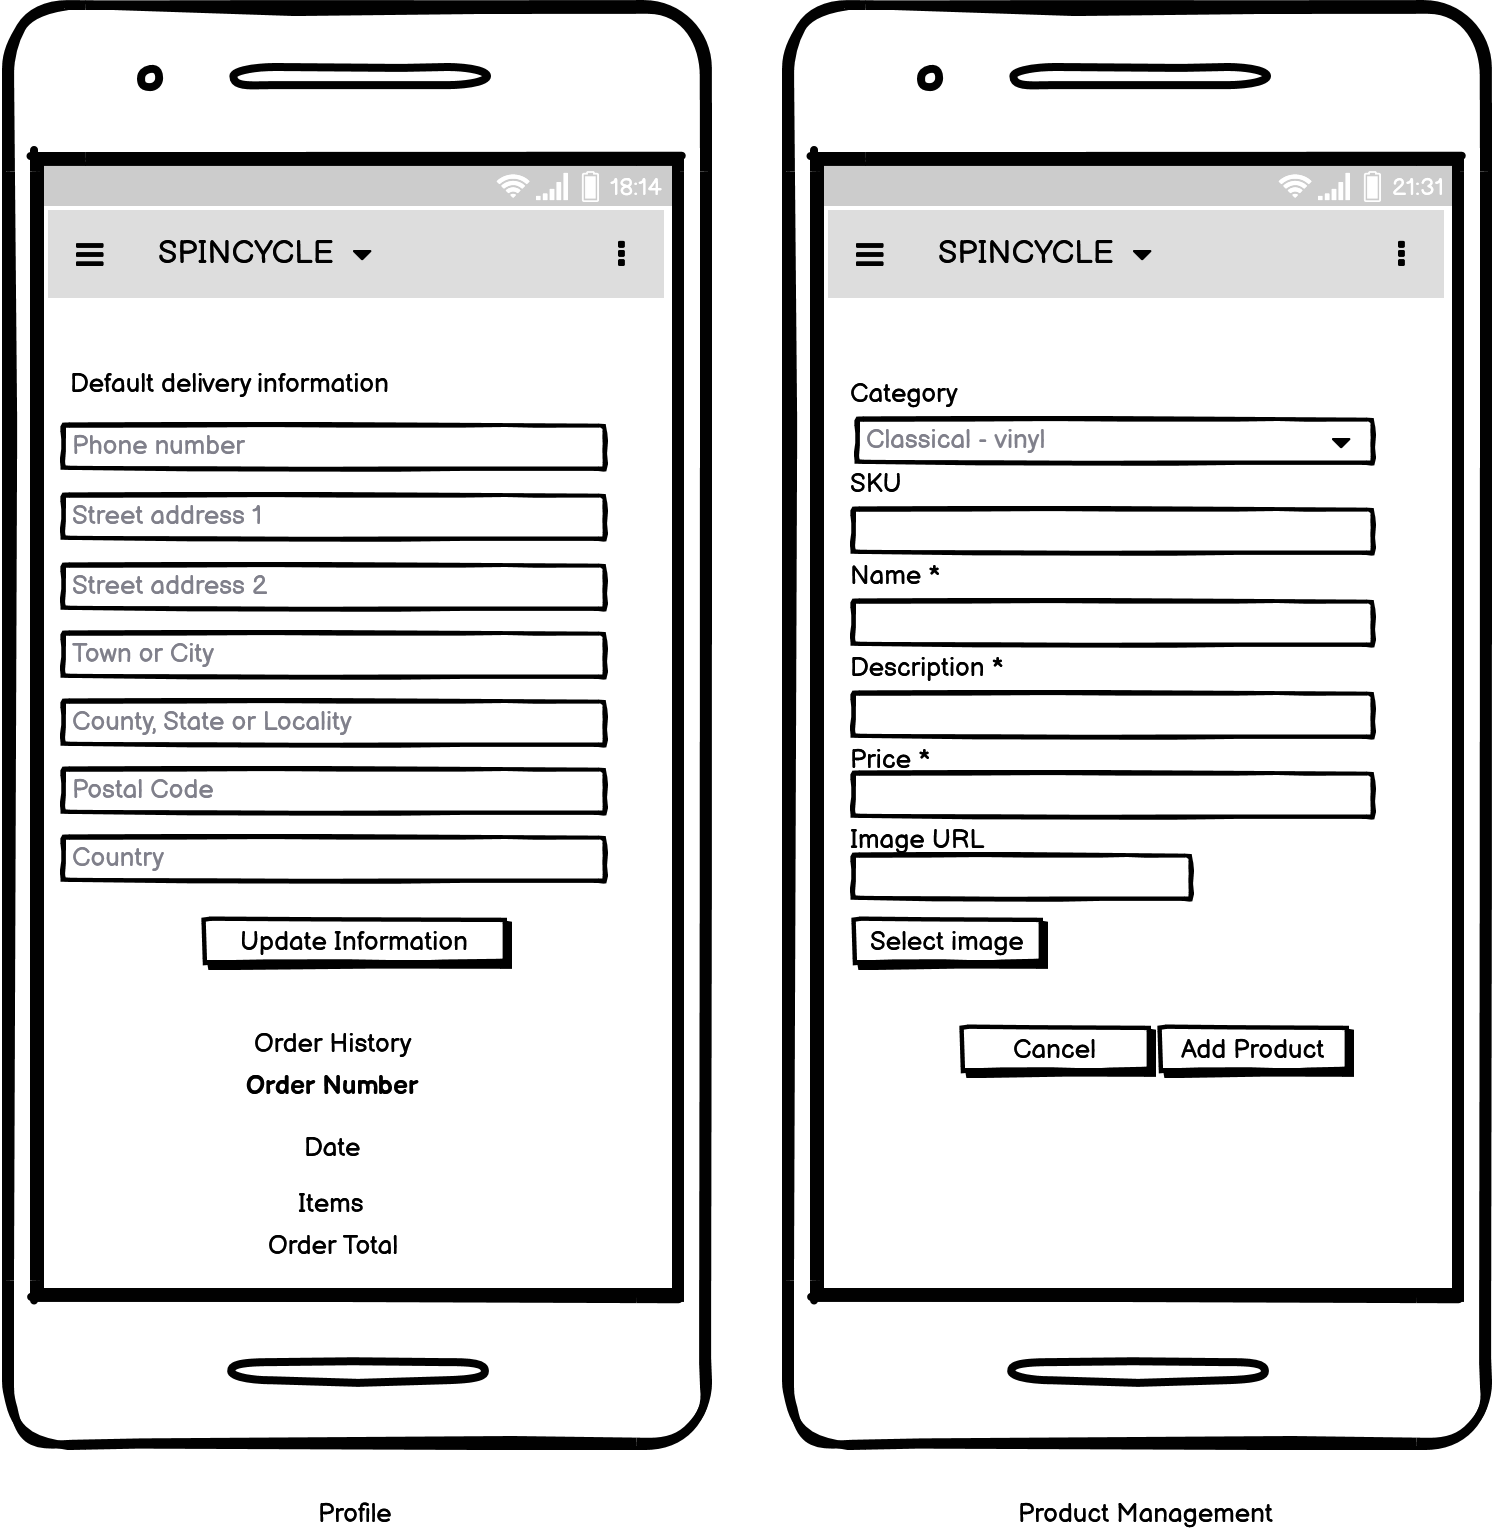 18:14
SPINCYCLE
Default delivery information
Phone number
Street address 1
Street address 2
Town or City
County, State or Locality
Postal Code
Country
Update Information
Order History
Order Number
Date
Items
Order Total
Profile
21:31
SPINCYCLE
Category
Classical - vinyl
SKU
Name *
Description *
Price *
Image URL
Select image
Cancel
Add Product
Product Management